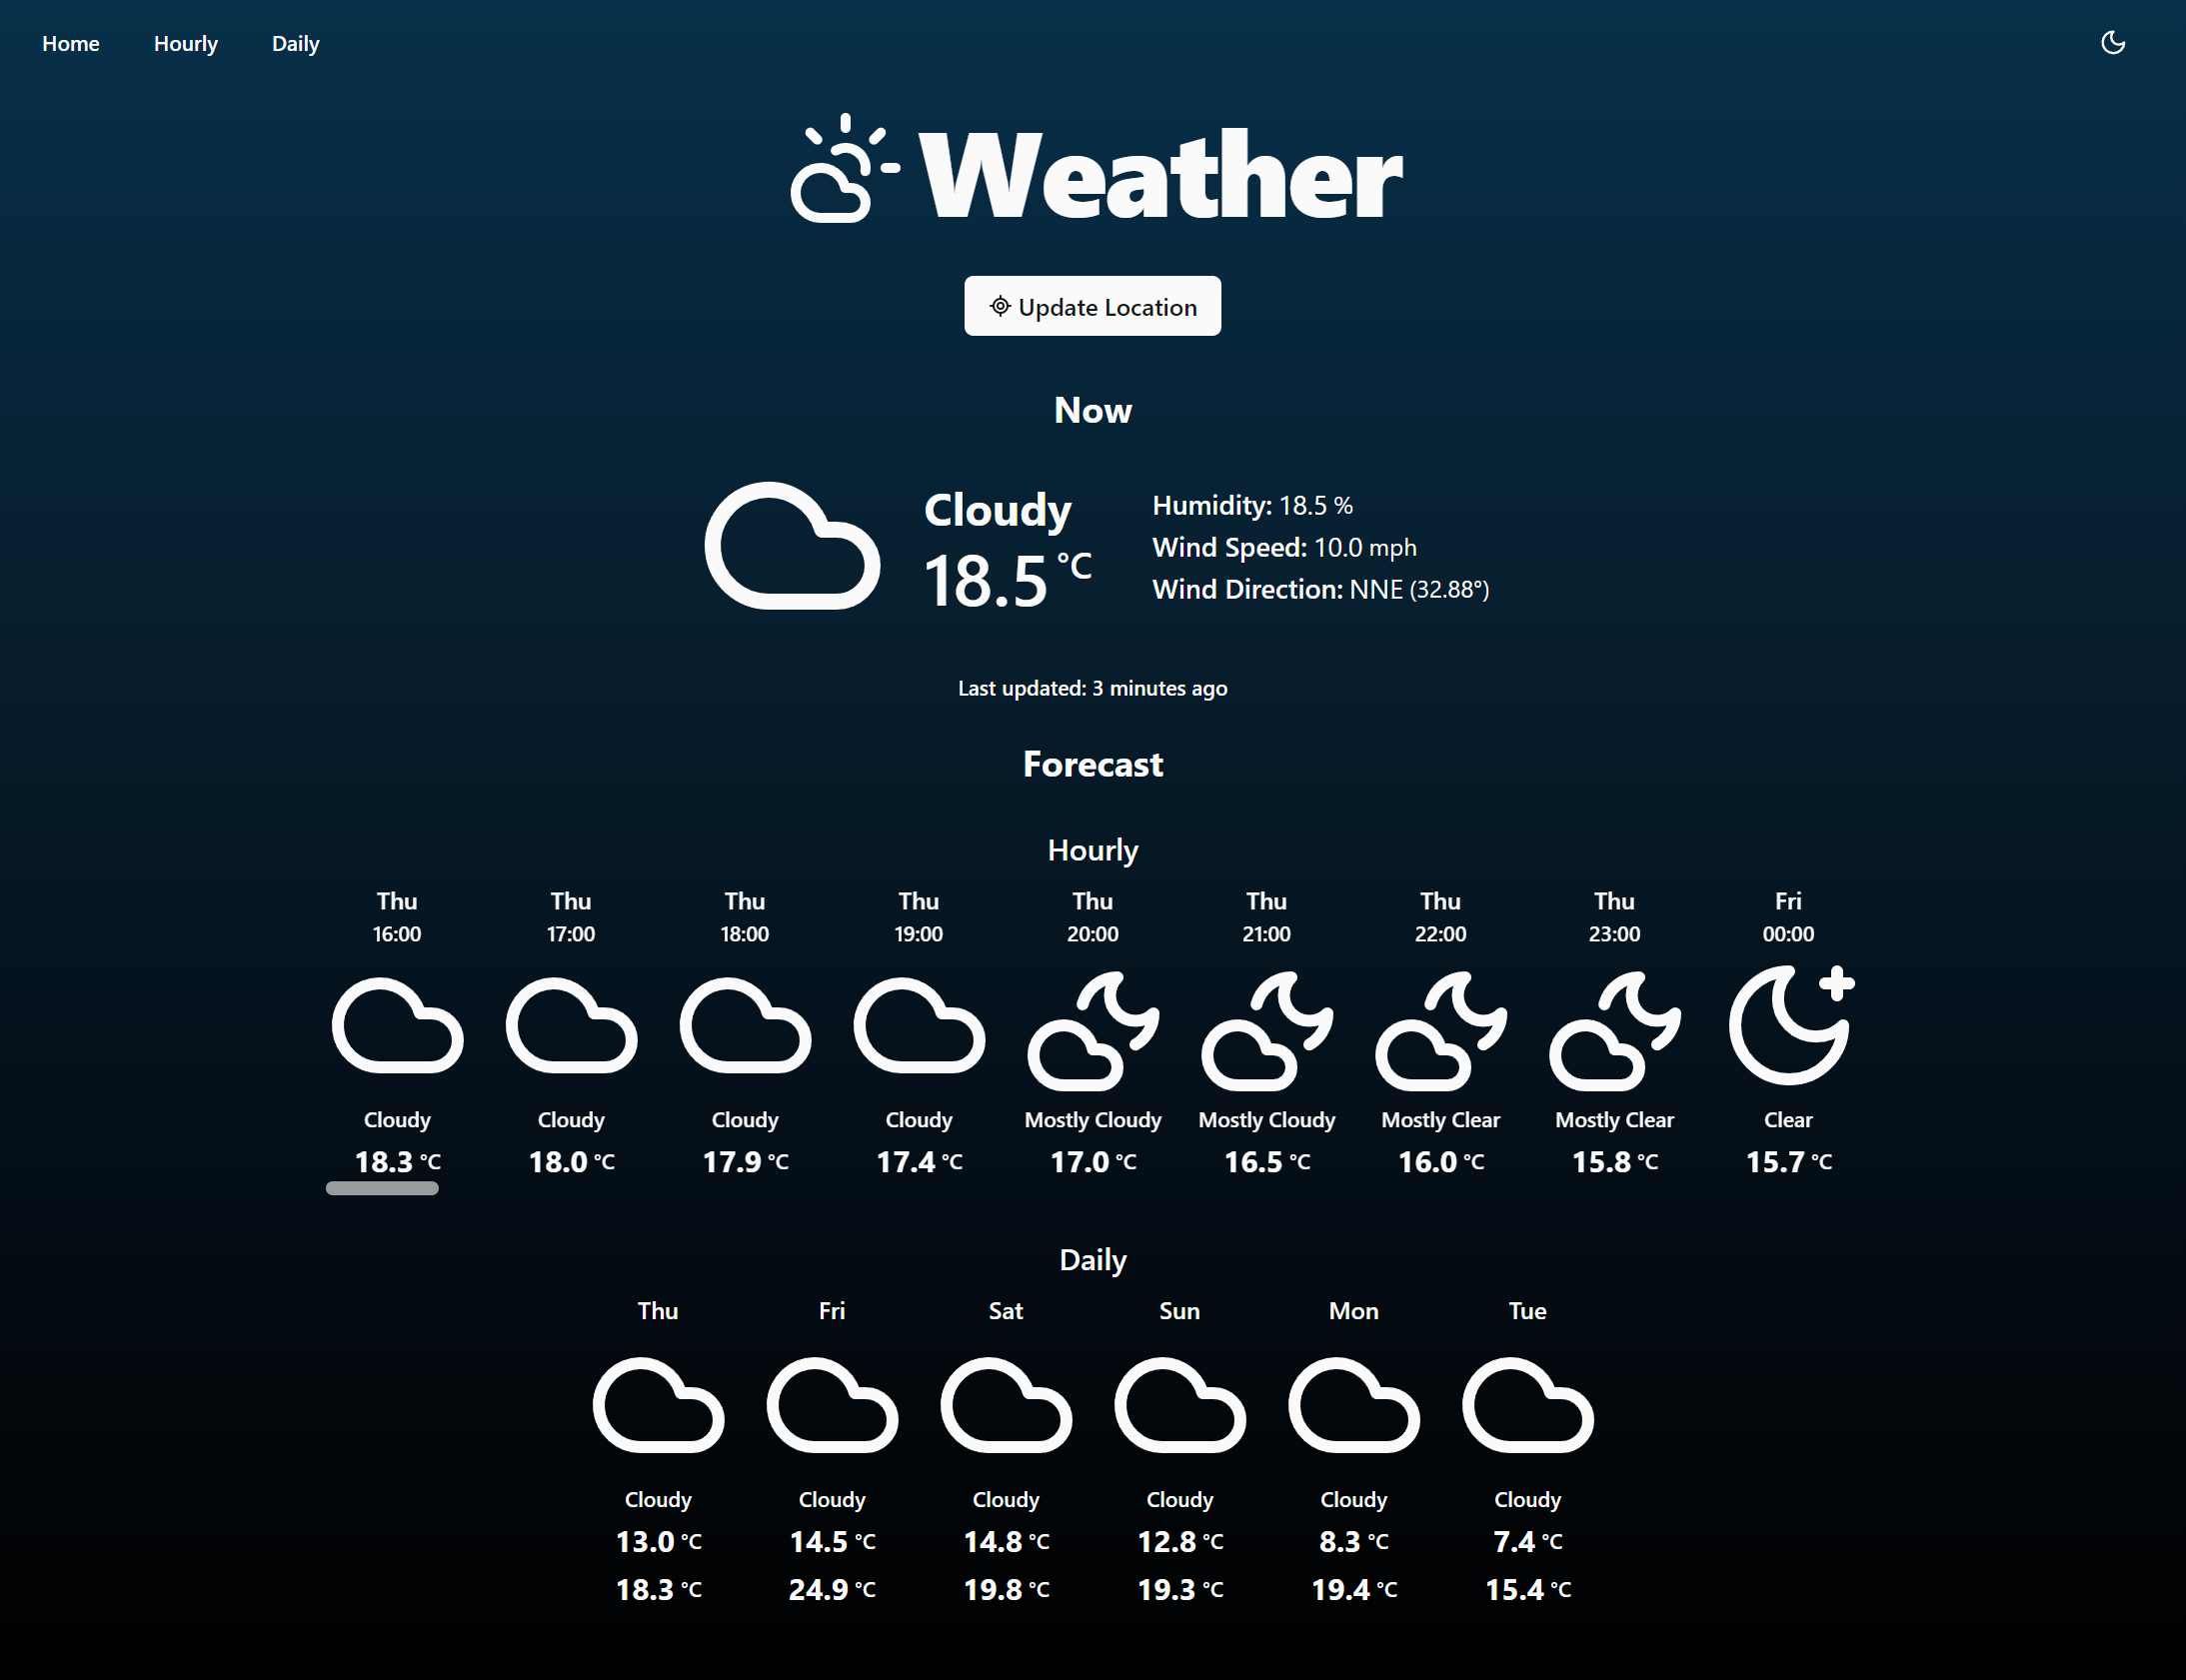 Home Hourly Daily
Weather
Update Location
Now
Cloudy
18.5 °C
Humidity: 18.5 %
Wind Speed: 10.0 mph
Wind Direction: NNE (32.88°)
Last updated: 3 minutes ago
Forecast
Hourly
Thu Thu Thu Thu Thu Thu Thu Thu Fri
16:00 17:00 18:00 19:00 20:00 21:00 22:00 23:00 00:00
Cloudy Cloudy Cloudy Cloudy Mostly Cloudy Mostly Cloudy Mostly Clear Mostly Clear Clear
18.3 °C 18.0 °C 17.9 °C 17.4 °C 17.0 °C 16.5 °C 16.0 °C 15.8 °C 15.7 °C
Daily
Thu Fri Sat Sun Mon Tue
Cloudy Cloudy Cloudy Cloudy Cloudy Cloudy
13.0 °C 14.5 °C 14.8 °C 12.8 °C 8.3 °C 7.4 °C
18.3 °C 24.9 °C 19.8 °C 19.3 °C 19.4 °C 15.4 °C